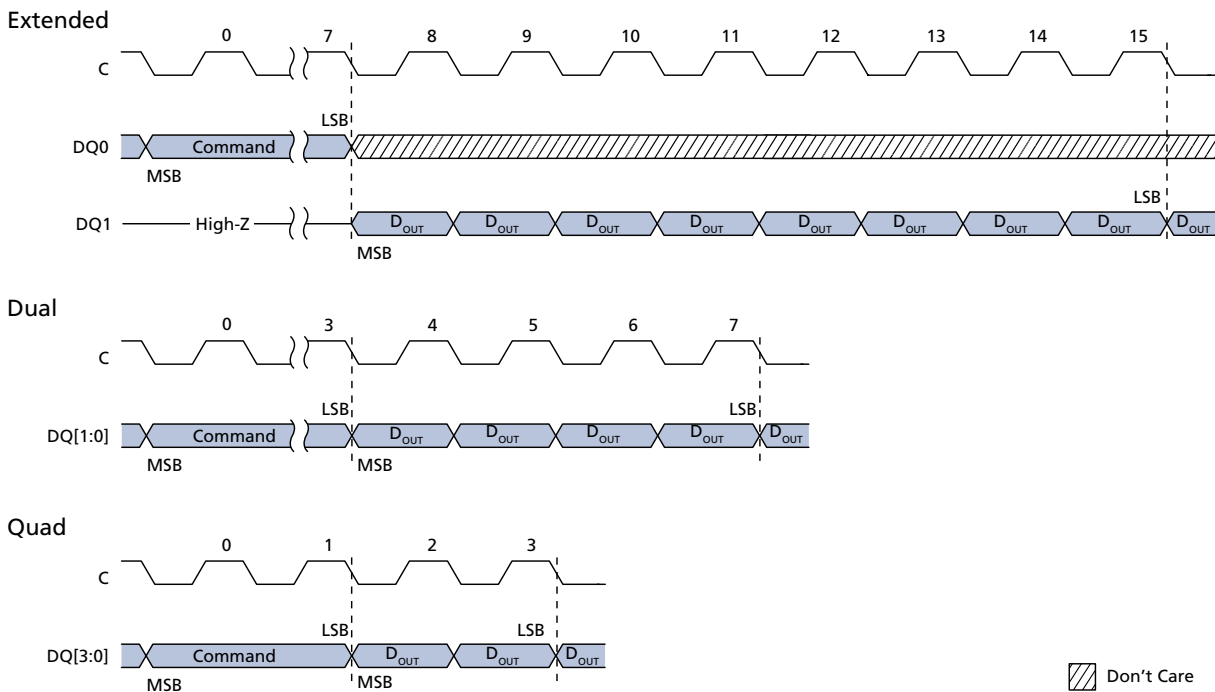 Extended
0 7 8 9 10 11 12 13 14 15
C
LSB
DQ0 Command
MSB
LSB
DQ1 High-Z DOUT DOUT DOUT DOUT DOUT DOUT DOUT DOUT DOUT
MSB
Dual
0 3 4 5 6 7
C
LSB LSB
DQ[1:0] Command DOUT DOUT DOUT DOUT DOUT
MSB MSB
Quad
0 1 2 3
C
LSB LSB
DQ[3:0] Command DOUT DOUT DOUT
MSB MSB
Don't Care